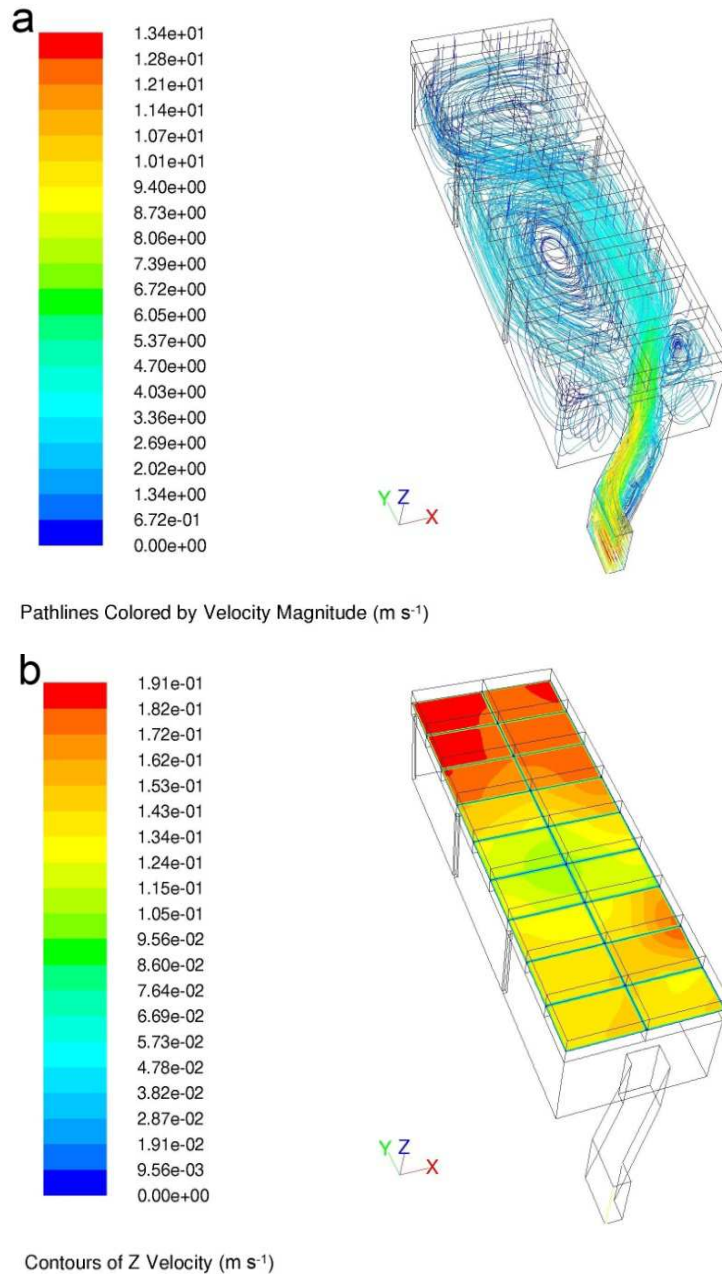 a
1.34e+01
1.28e+01
1.21e+01
1.14e+01
1.07e+01
1.01e+01
9.40e+00
8.73e+00
8.06e+00
7.39e+00
6.72e+00
6.05e+00
5.37e+00
4.70e+00
4.03e+00
3.36e+00
2.69e+00
2.02e+00
1.34e+00
6.72e-01
0.00e+00
Y Z X
Pathlines Colored by Velocity Magnitude (m s-1)
b
1.91e-01
1.82e-01
1.72e-01
1.62e-01
1.53e-01
1.43e-01
1.34e-01
1.24e-01
1.15e-01
1.05e-01
9.56e-02
8.60e-02
7.64e-02
6.69e-02
5.73e-02
4.78e-02
3.82e-02
2.87e-02
1.91e-02
9.56e-03
0.00e+00
Y Z X
Contours of Z Velocity (m s-1)